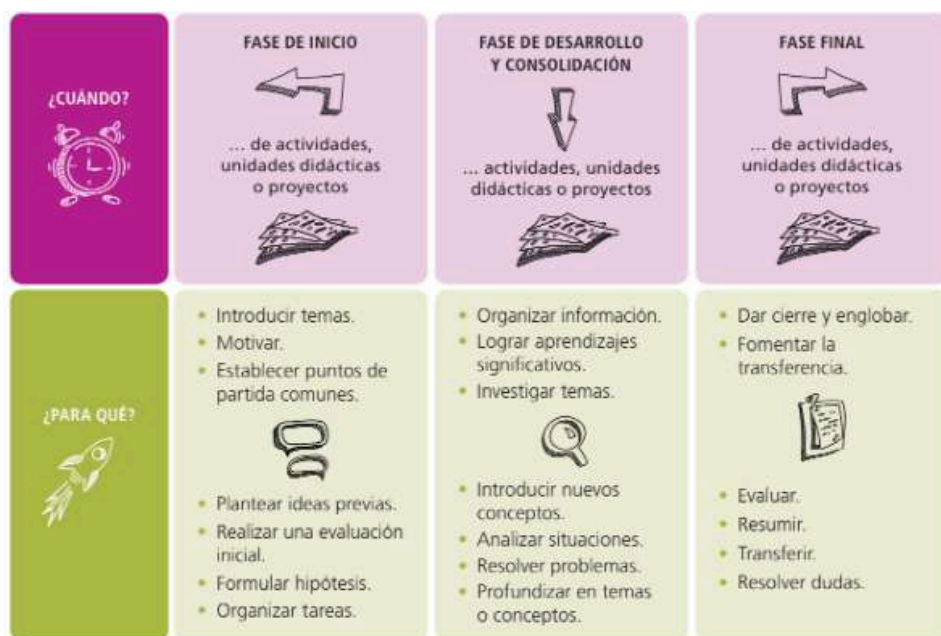 ¿CUÁNDO?
FASE DE INICIO
... de actividades,
unidades didácticas
o proyectos
FASE DE DESARROLLO
Y CONSOLIDACIÓN
... actividades, unidades
didácticas o proyectos
FASE FINAL
... de actividades,
unidades didácticas
o proyectos
¿PARA QUÉ?
• Introducir temas.
• Motivar.
• Establecer puntos de
partida comunes.
• Plantear ideas previas.
• Realizar una evaluación
inicial.
• Formular hipótesis.
• Organizar tareas.
• Organizar información.
• Lograr aprendizajes
significativos.
• Investigar temas.
• Introducir nuevos
conceptos.
• Analizar situaciones.
• Resolver problemas.
• Profundizar en temas
o conceptos.
• Dar cierre y englobar.
• Fomentar la
transferencia.
• Evaluar.
• Resumir.
• Transferir.
• Resolver dudas.